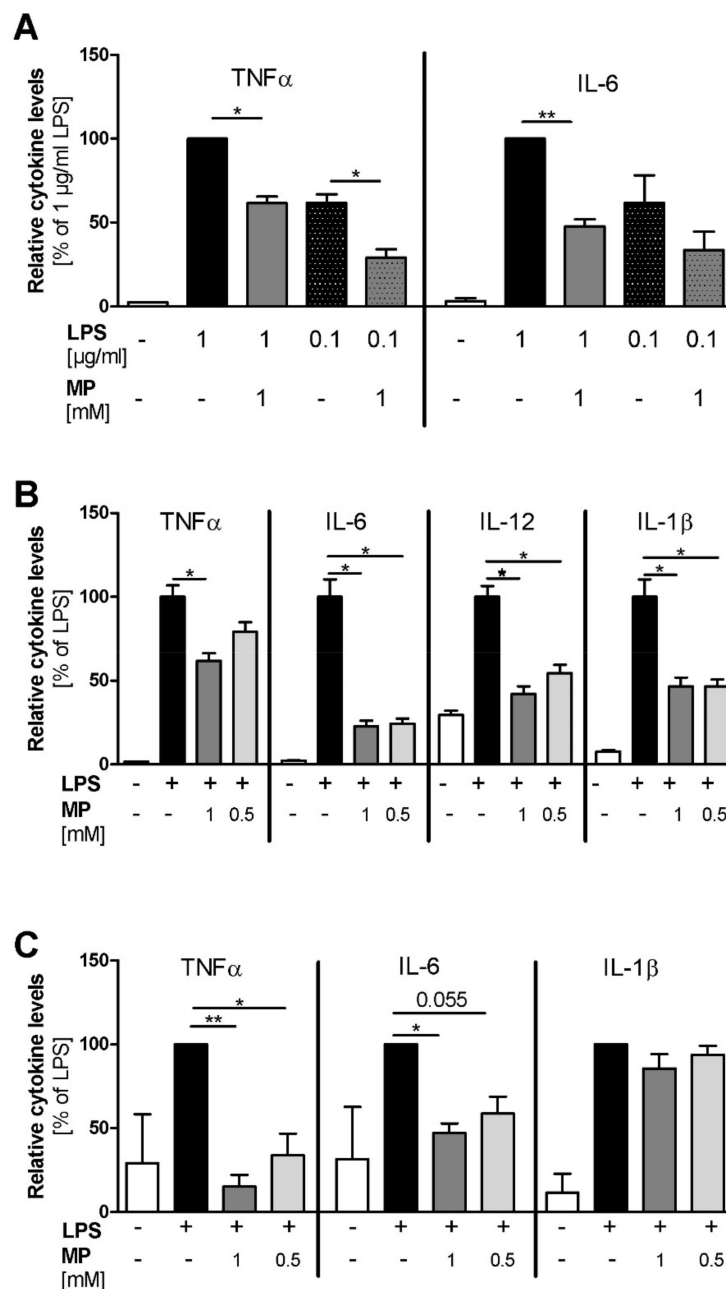 A
Relative cytokine levels
[% of 1 µg/ml LPS]
150
100
50
0
TNFα
IL-6
*
*
**
LPS
[µg/ml]
- 1 1 0.1 0.1 - 1 1 0.1 0.1
MP
[mM]
- - 1 - 1 - - 1 - 1
B
Relative cytokine levels
[% of LPS]
150
100
50
0
TNFα IL-6 IL-12 IL-1β
*
*
*
*
*
*
*
LPS - + + + - + + + - + + + - + + +
MP
[mM]
- - 1 0.5 - - 1 0.5 - - 1 0.5 - - 1 0.5
C
Relative cytokine levels
[% of LPS]
150
100
50
0
TNFα IL-6 IL-1β
*
**
0.055
*
LPS - + + + - + + + - + + +
MP
[mM]
- - 1 0.5 - - 1 0.5 - - 1 0.5